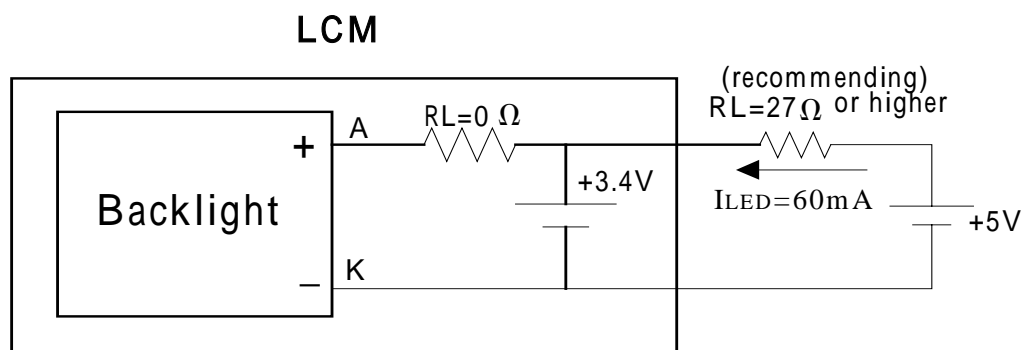 LCM
(recommending)
RL=27Ω or higher
A
RL=0 Ω
+
+3.4V
ILED=60mA
Backlight
+5V
K
−